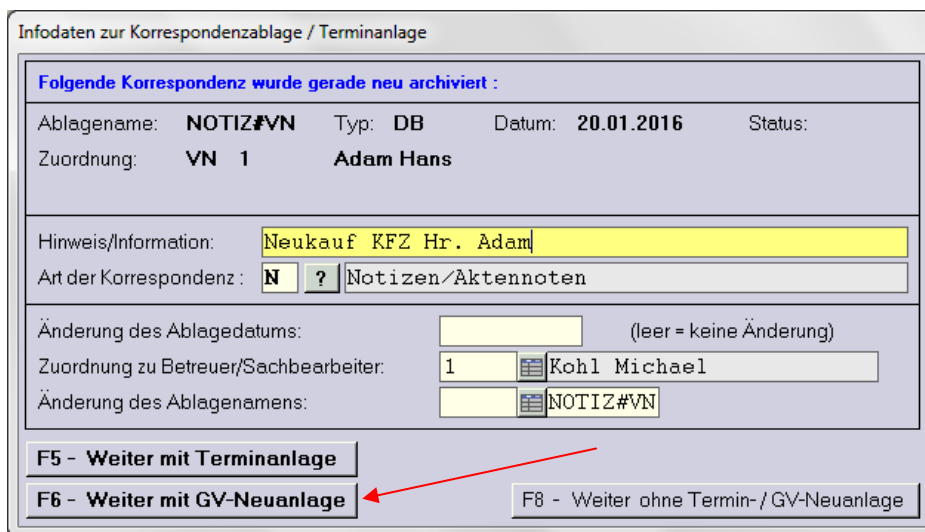 Infodaten zur Korrespondenzablage / Terminanlage
Folgende Korrespondenz wurde gerade neu archiviert :
Ablagename: NOTIZ#VN Typ: DB Datum: 20.01.2016 Status:
Zuordnung: VN 1 Adam Hans
Hinweis/Information: Neukauf KFZ Hr. Adam
Art der Korrespondenz : N ? Notizen/Aktennoten
Änderung des Ablagedatums: (leer = keine Änderung)
Zuordnung zu Betreuer/Sachbearbeiter: 1 Kohl Michael
Änderung des Ablagenamens: NOTIZ#VN
F5 - Weiter mit Terminanlage
F6 - Weiter mit GV-Neuanlage F8 - Weiter ohne Termin-/GV-Neuanlage